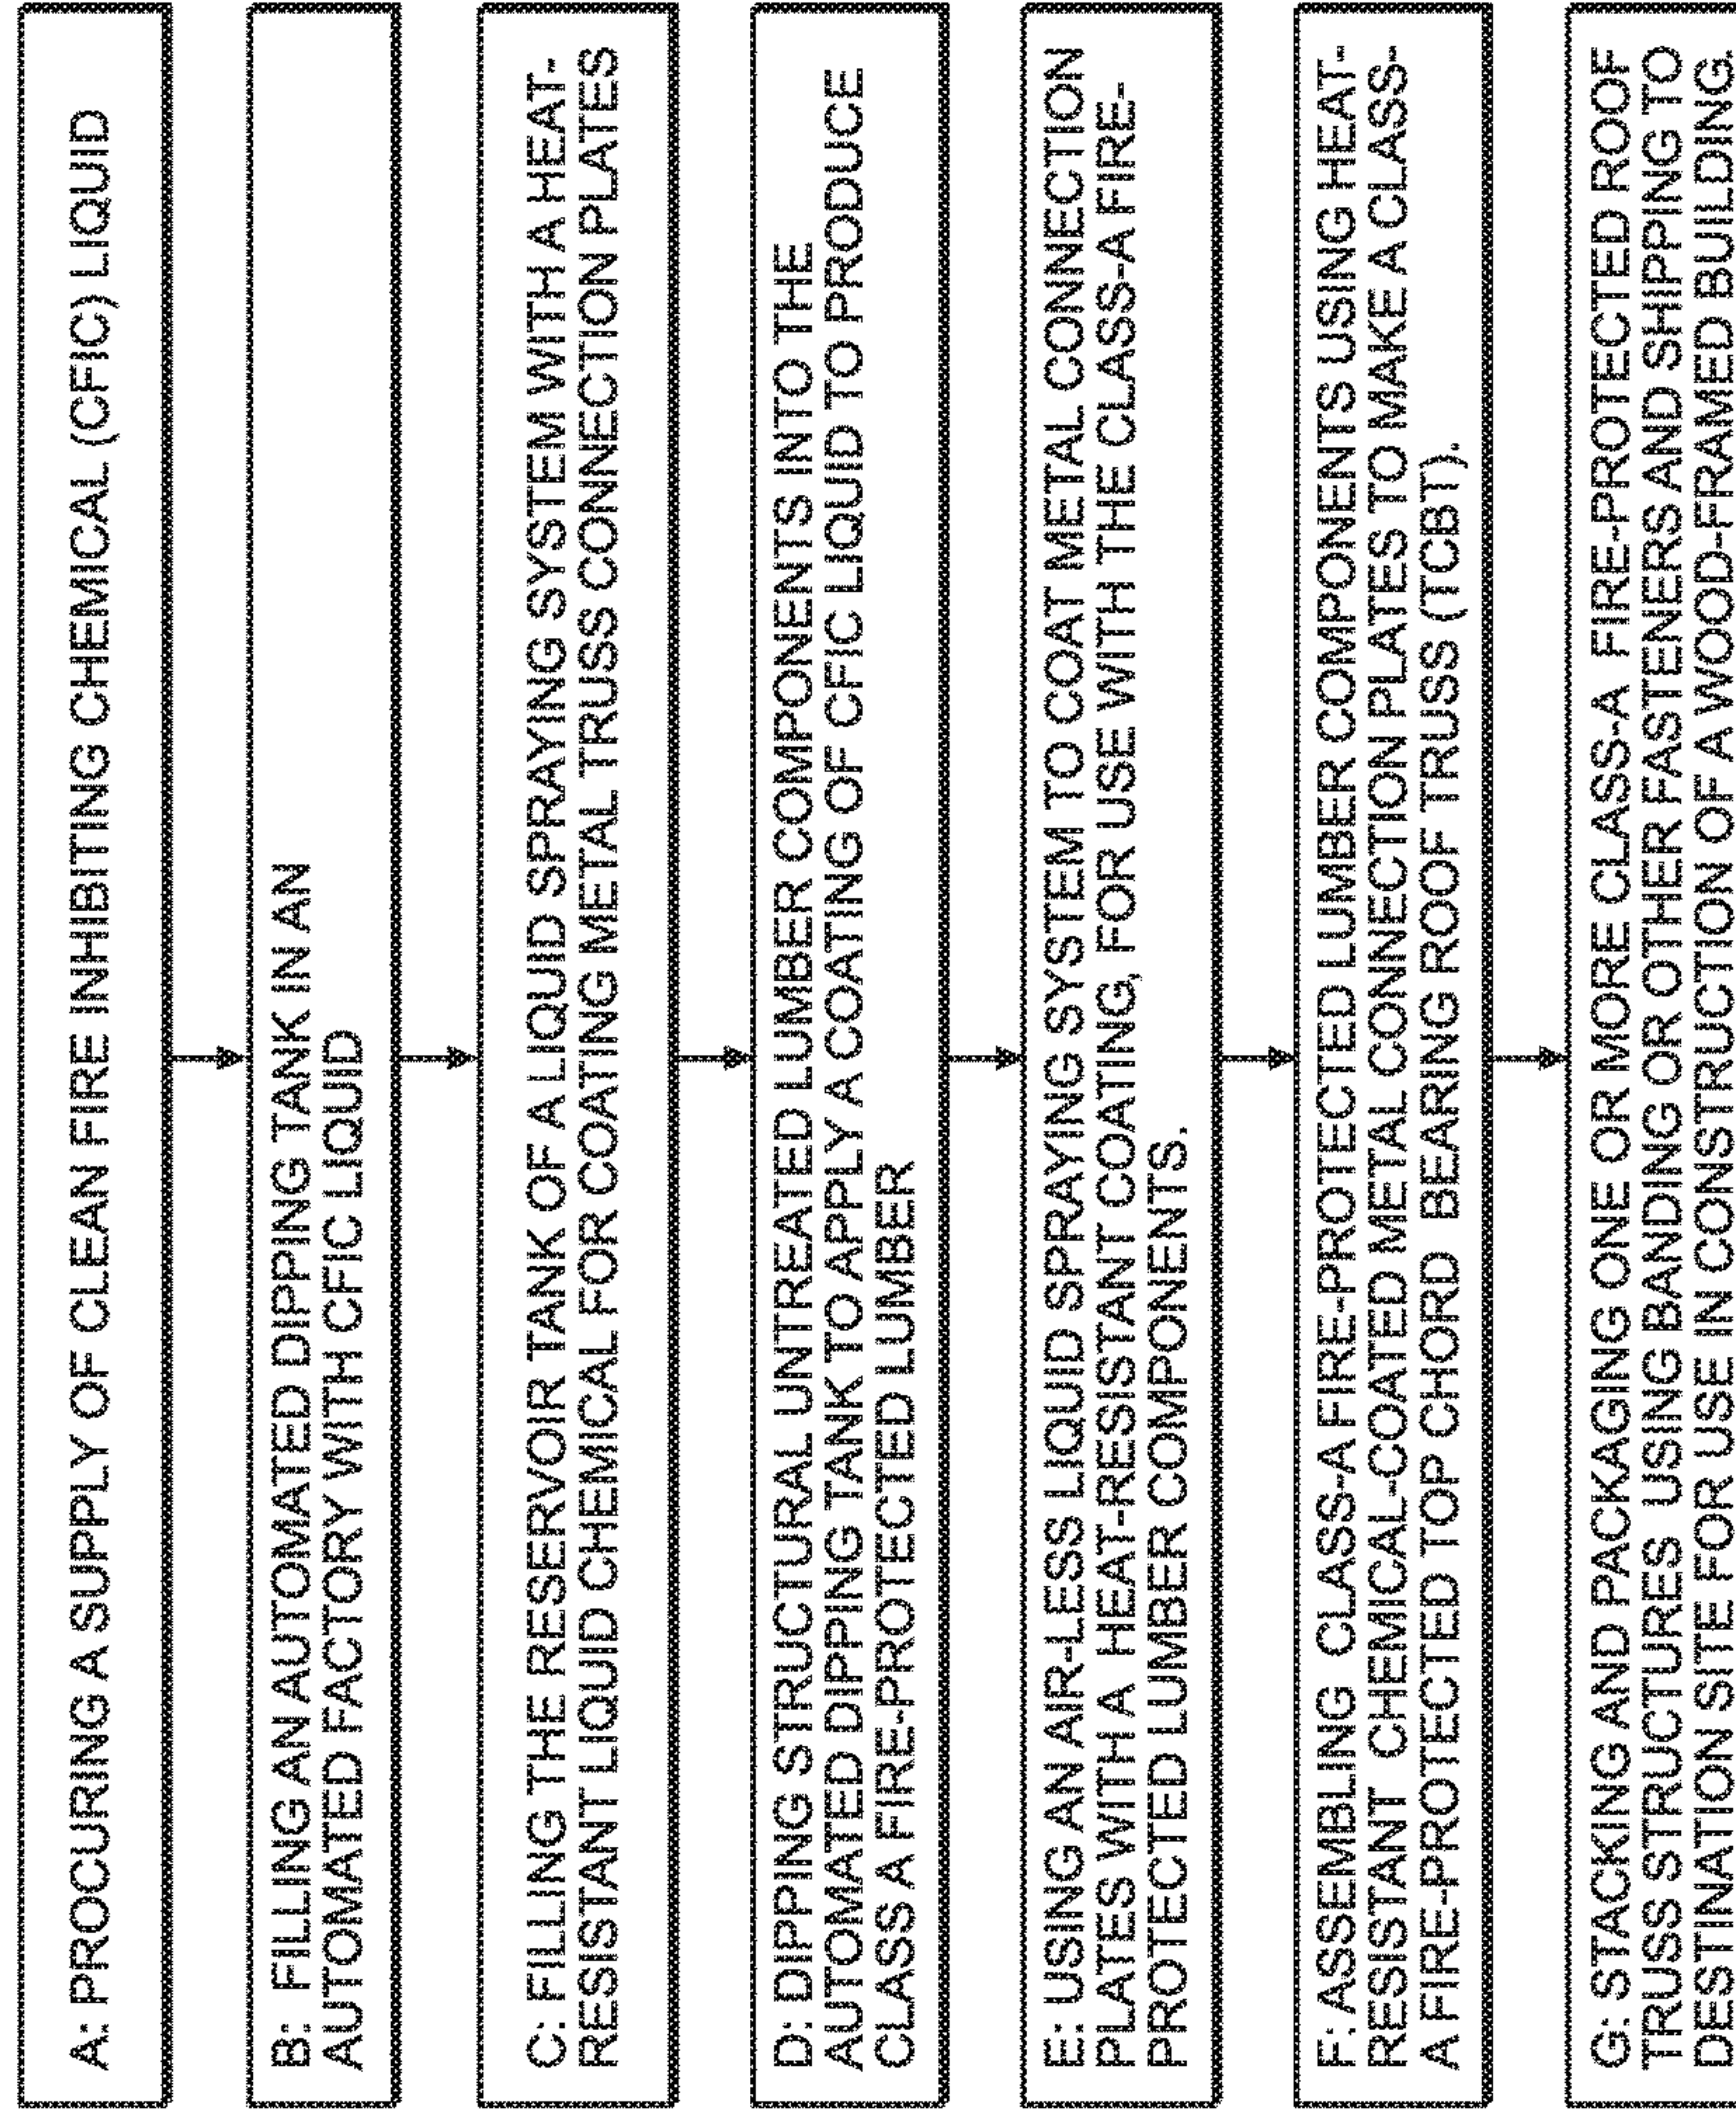 A: PROCURING A SUPPLY OF CLEAN FIRE INHIBITING CHEMICAL (CFIC) LIQUID
B: FILLING AN AUTOMATED DIPPING TANK IN AN
AUTOMATED FACTORY WITH CFIC LIQUID
C: FILLING THE RESERVOIR TANK OF A LIQUID SPRAYING SYSTEM WITH A HEAT-
RESISTANT LIQUID CHEMICAL FOR COATING METAL TRUSS CONNECTION PLATES
D: DIPPING STRUCTURAL UNTREATED LUMBER COMPONENTS INTO THE
AUTOMATED DIPPING TANK TO APPLY A COATING OF CFIC LIQUID TO PRODUCE
CLASS A FIRE-PROTECTED LUMBER
E: USING AN AIR-LESS LIQUID SPRAYING SYSTEM TO COAT METAL CONNECTION
PLATES WITH A HEAT-RESISTANT COATING, FOR USE WITH THE CLASS-A FIRE-
PROTECTED LUMBER COMPONENTS.
F: ASSEMBLING CLASS-A FIRE-PROTECTED LUMBER COMPONENTS USING HEAT-
RESISTANT CHEMICAL-COATED METAL CONNECTION PLATES TO MAKE A CLASS-
A FIRE-PROTECTED TOP CHORD BEARING ROOF TRUSS (TCBT).
G: STACKING AND PACKAGING ONE OR MORE CLASS-A FIRE-PROTECTED ROOF
TRUSS STRUCTURES USING BANDING OR OTHER FASTENERS AND SHIPPING TO
DESTINATION SITE FOR USE IN CONSTRUCTION OF A WOOD-FRAMED BUILDING.